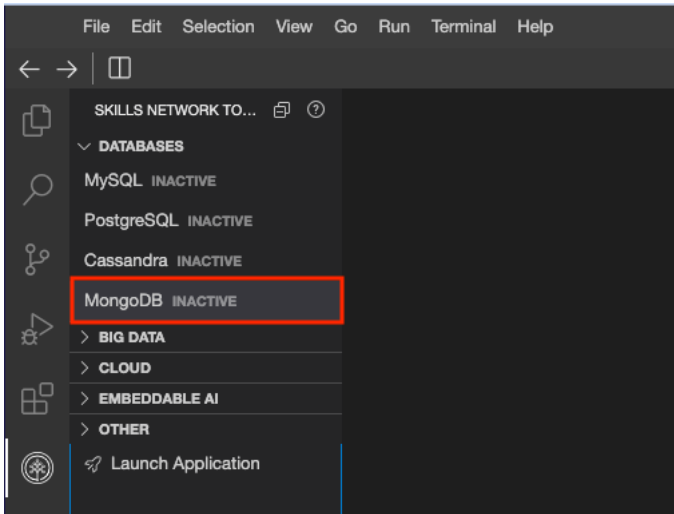 File Edit Selection View Go Run Terminal Help
SKILLS NETWORK TO...
DATABASES
MySQL INACTIVE
PostgreSQL INACTIVE
Cassandra INACTIVE
MongoDB INACTIVE
BIG DATA
CLOUD
EMBEDDABLE AI
OTHER
Launch Application